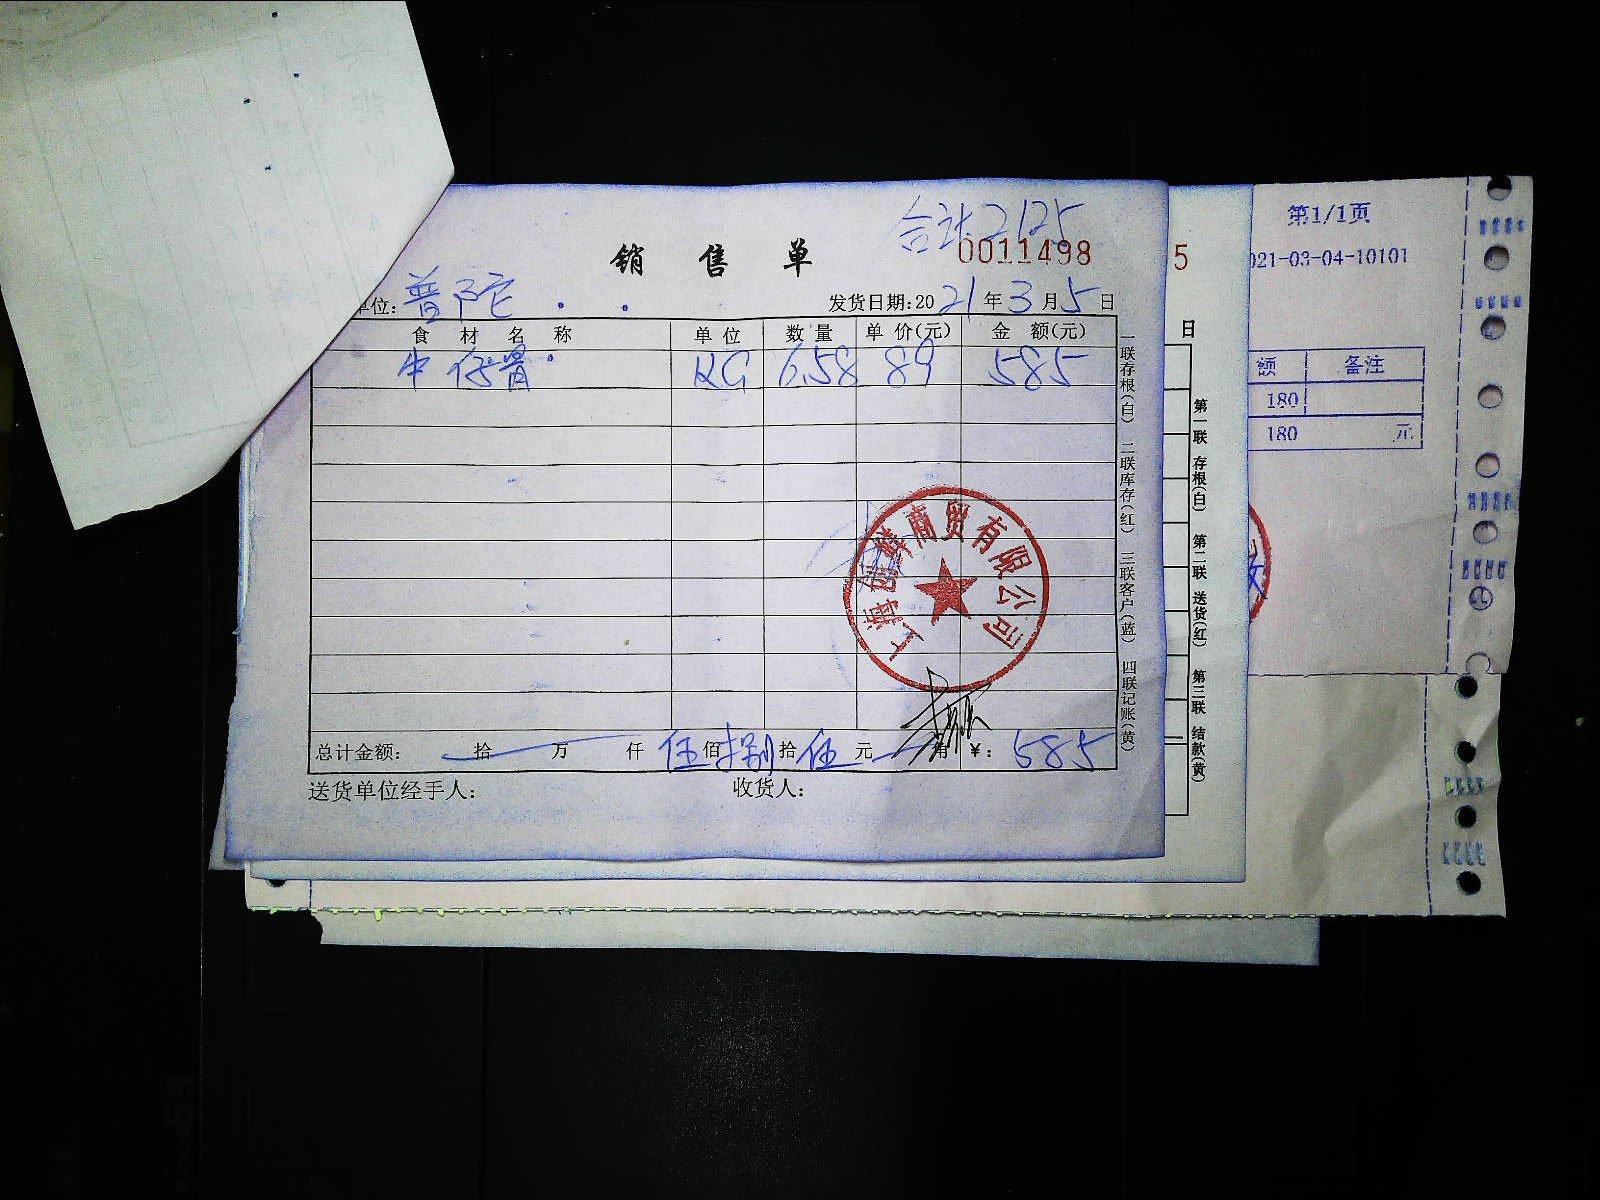 合计2125
销售单 0011498
单位:普陀 发货日期:2021年3月5日
食材名称 单位 数量 单价(元) 金额(元)
牛仔骨 KG 6.58 89 585
总计金额: 拾 万 仟 伍佰捌拾伍元 角 ¥: 585
送货单位经手人: 收货人:
一联存根(白) 二联库存(红) 三联客户(蓝) 四联记账(黄)
鲜商贸有限公司
5
日
第一联 存根(白) 第二联 送货(红) 第三联 结款(黄)
第1/1页
021-03-04-10101
额 备注
180
180 元